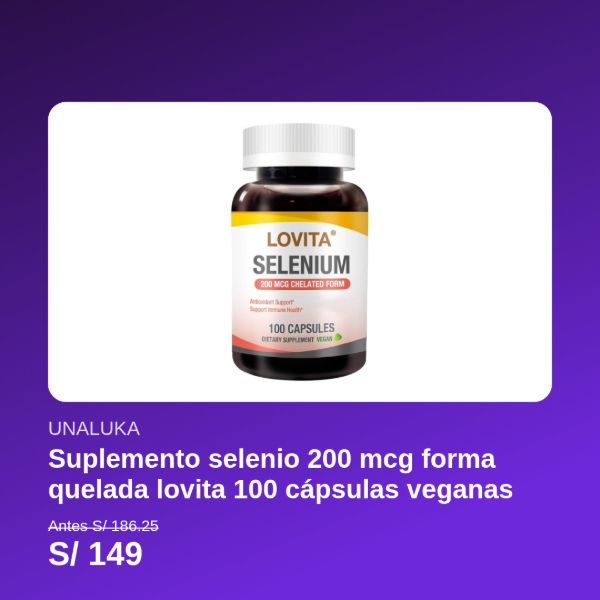 LOVITA®
SELENIUM
200 MCG CHELATED FORM
Antioxidant Support*
Support Immune Health*
100 CAPSULES
DIETARY SUPPLEMENT VEGAN
UNALUKA
Suplemento selenio 200 mcg forma
quelada lovita 100 cápsulas veganas
Antes S/ 186.25
S/ 149